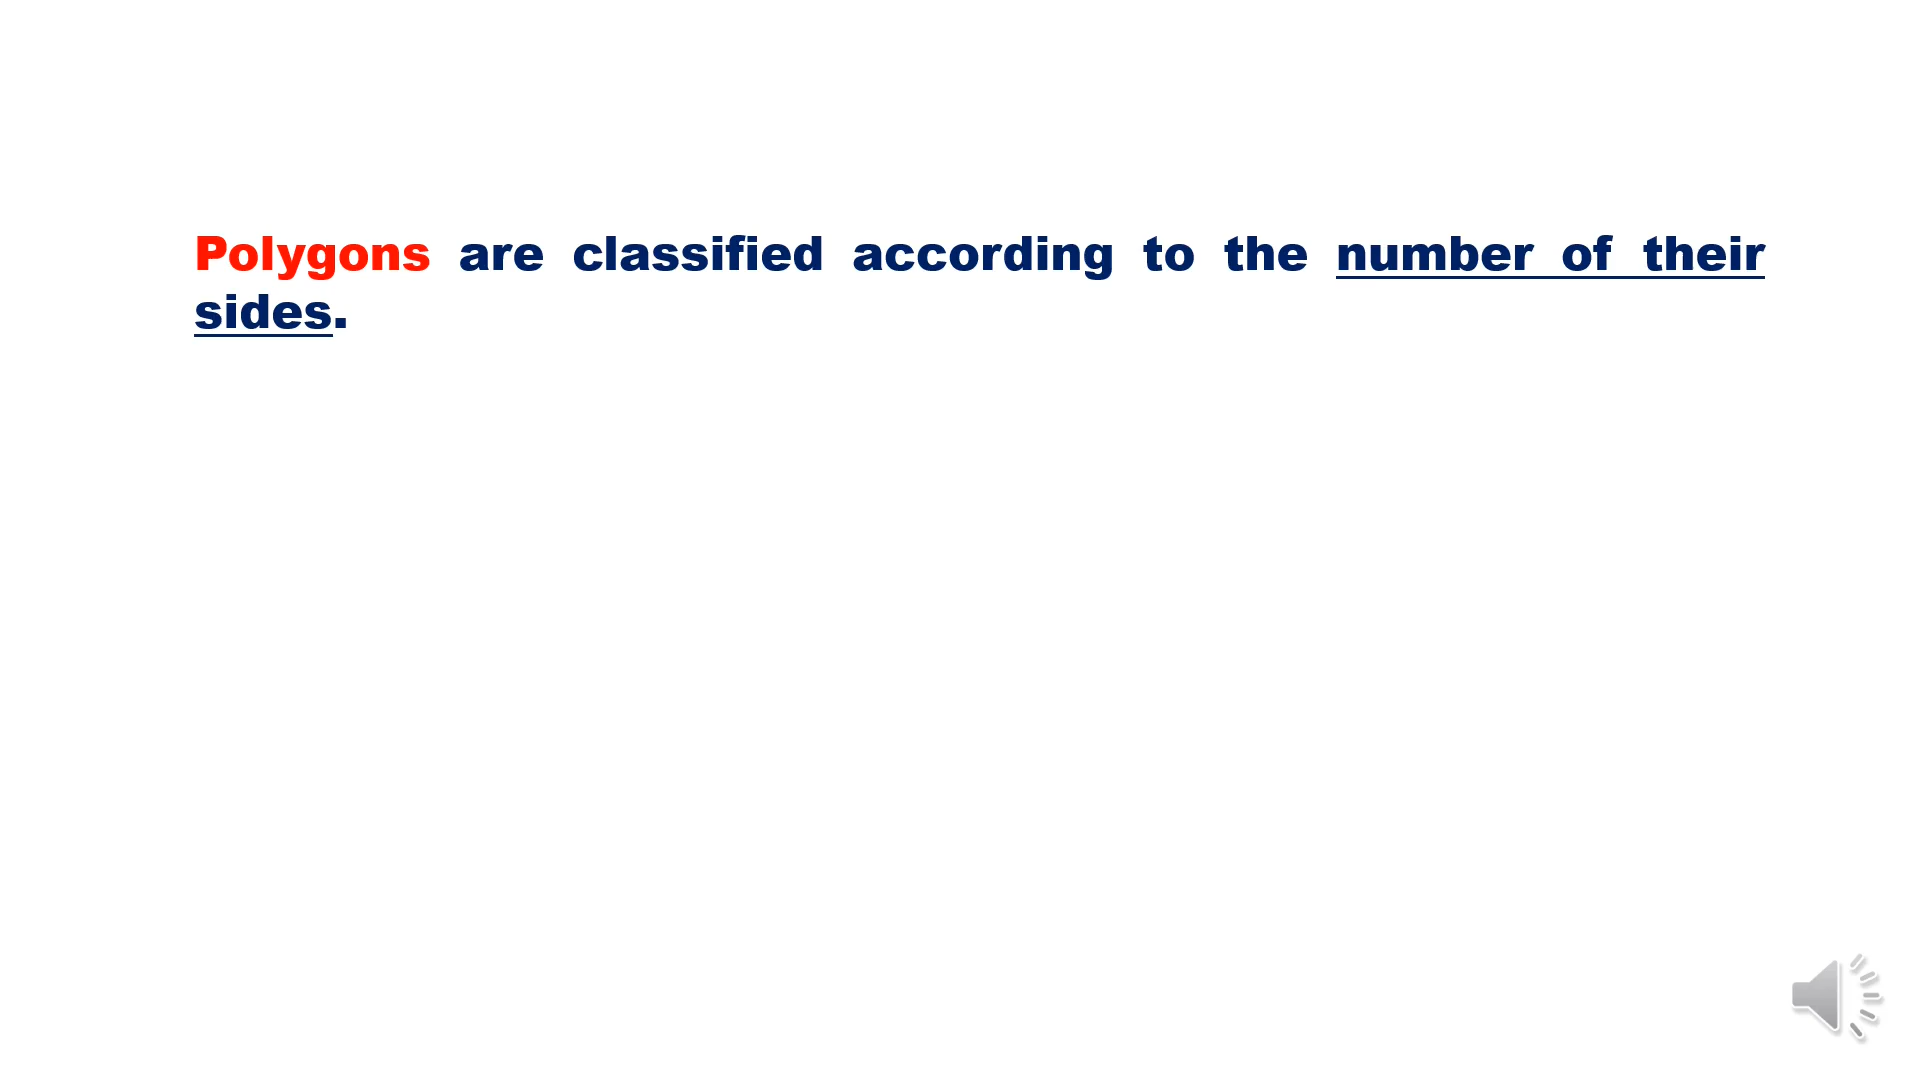 Polygons are classified according to the number of their
sides.